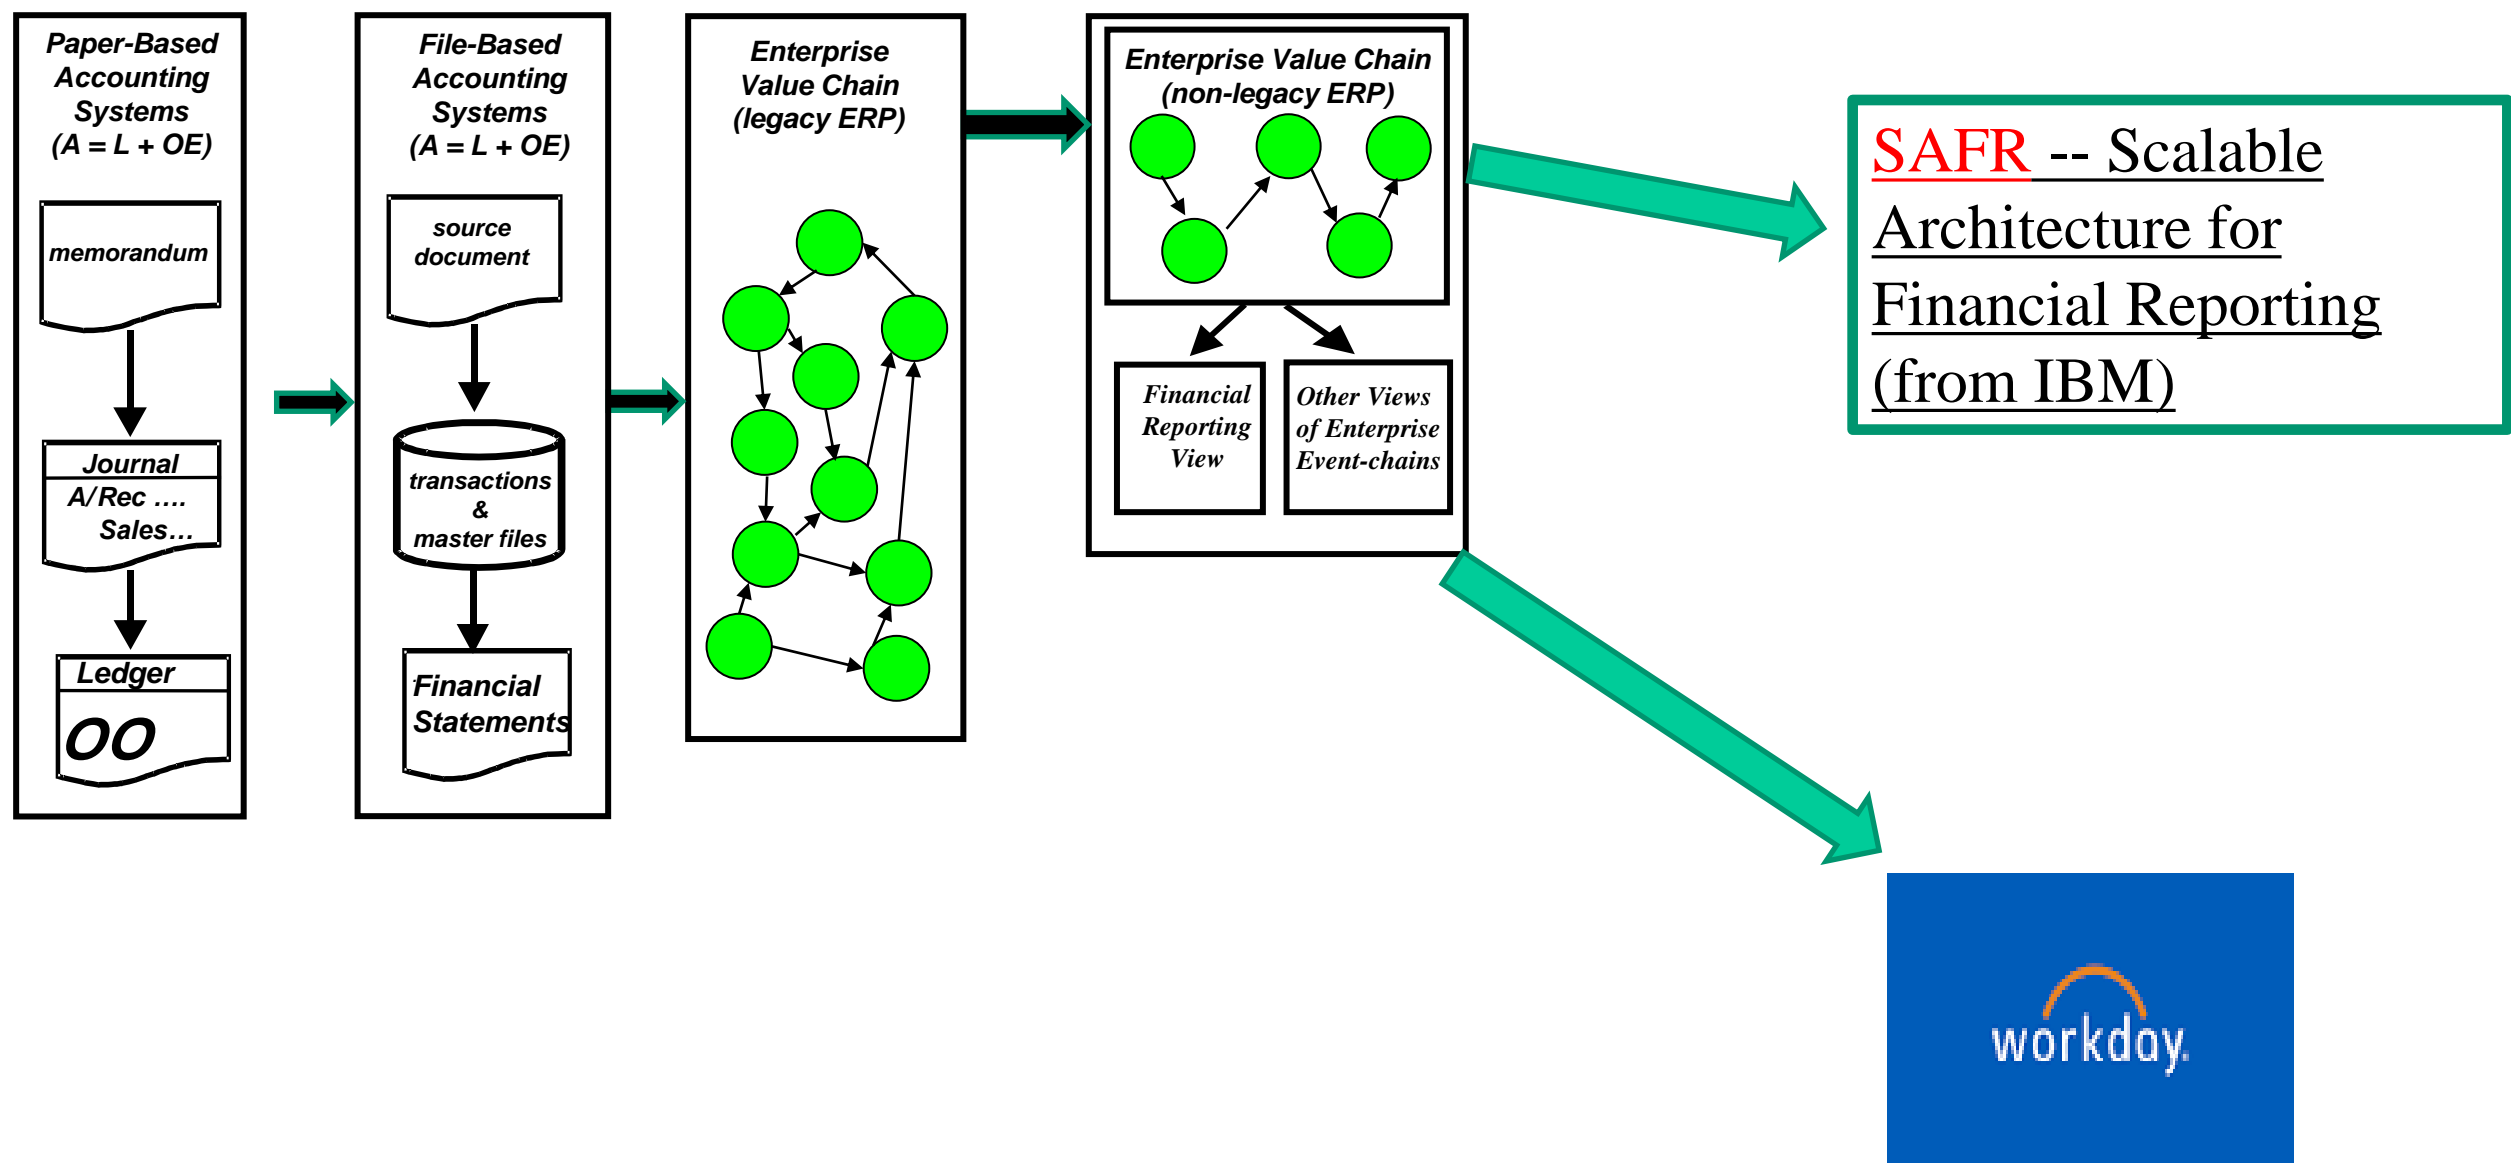 Paper-Based
Accounting
Systems
(A = L + OE)
memorandum
Journal
A/Rec ....
Sales...
Ledger
OO
File-Based
Accounting
Systems
(A = L + OE)
source
document
transactions
&
master files
Financial
Statements
Enterprise
Value Chain
(legacy ERP)
Enterprise Value Chain
(non-legacy ERP)
Financial
Reporting
View
Other Views
of Enterprise
Event-chains
SAFR -- Scalable
Architecture for
Financial Reporting
(from IBM)
workday.